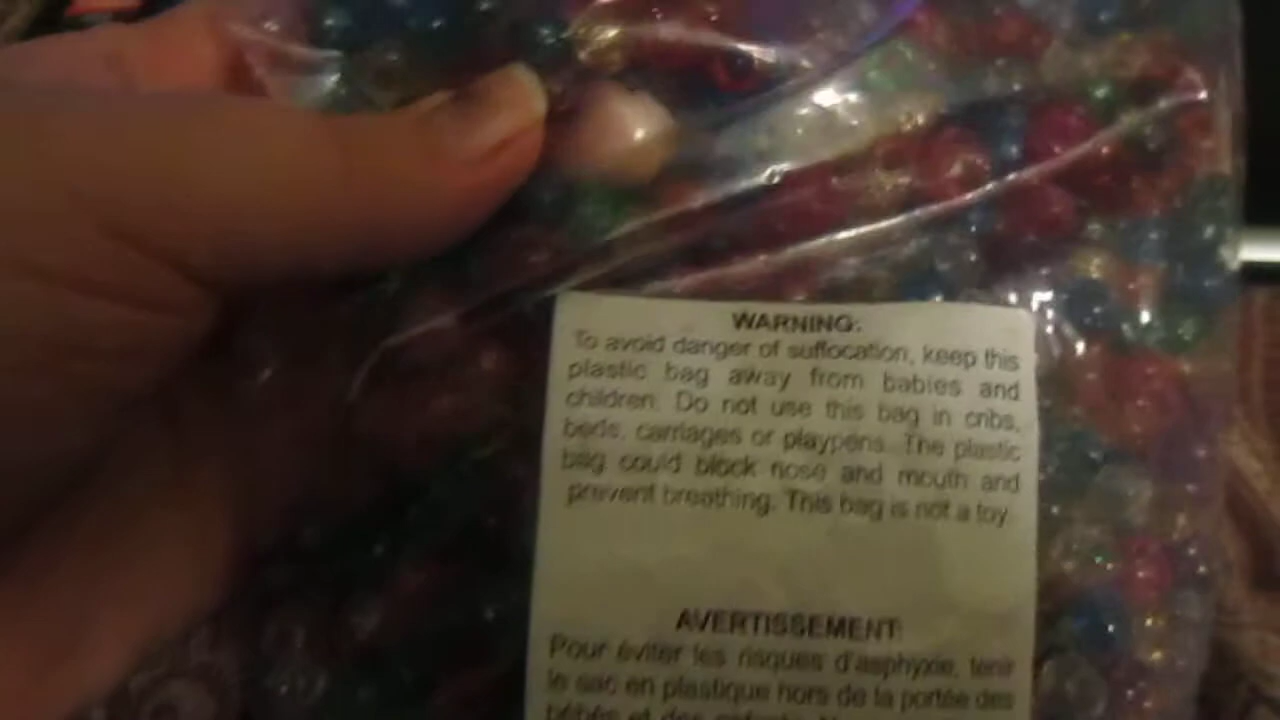 WARNING:
To avoid danger of suffocation, keep this
plastic bag away from babies and
children. Do not use this bag in cribs,
beds, carriages or playpens. The plastic
bag could block nose and mouth and
prevent breathing. This bag is not a toy
AVERTISSEMENT:
Pour éviter les risques d'asphyxie, tenir
le sac en plastique hors de la portée des
bébés et des